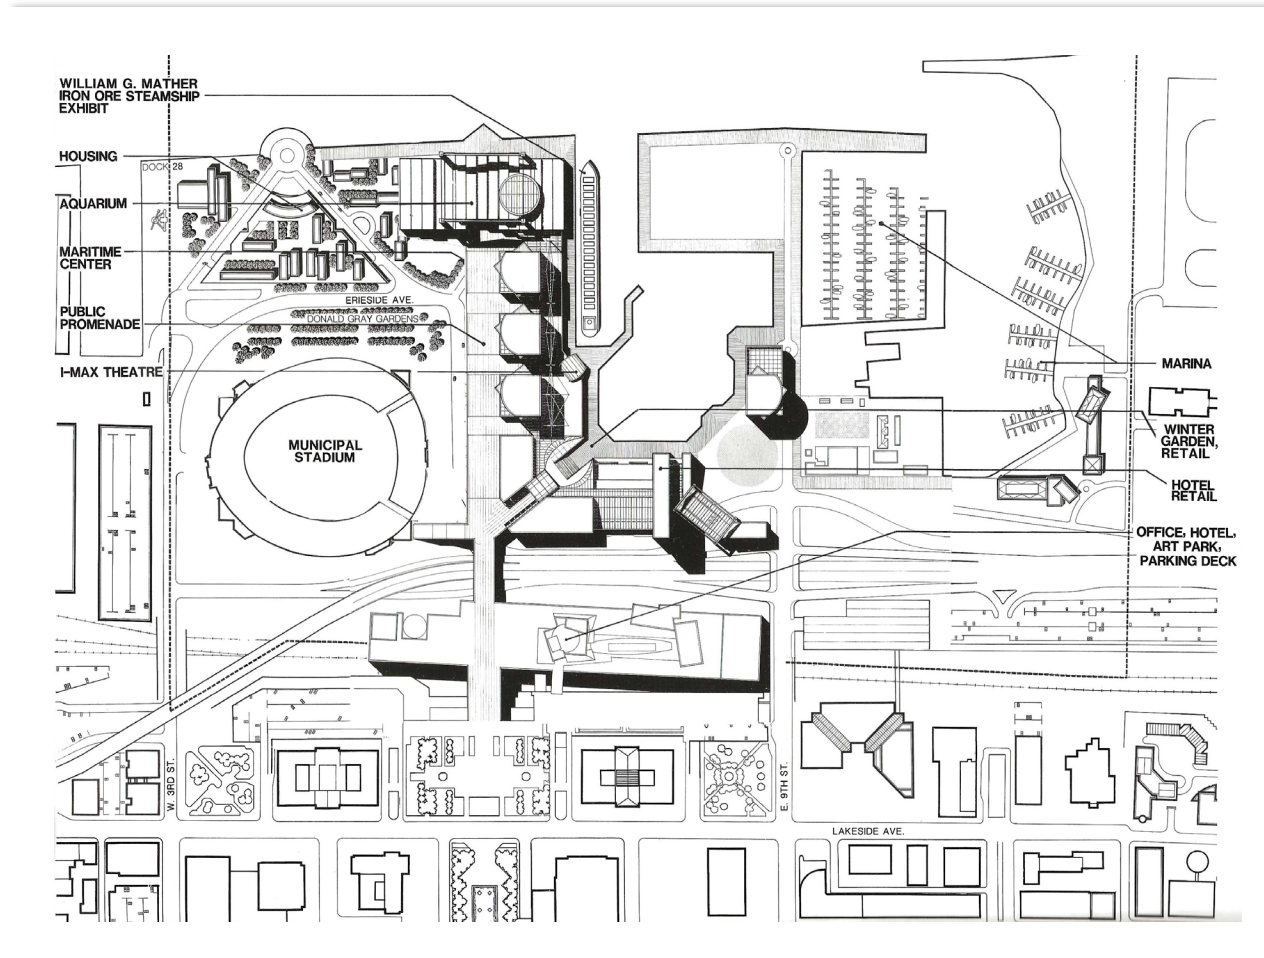 WILLIAM G. MATHER
IRON ORE STEAMSHIP
EXHIBIT
HOUSING
DOCK 28
AQUARIUM
MARITIME
CENTER
ERIESIDE AVE.
PUBLIC
PROMENADE
DONALD GRAY GARDENS
I-MAX THEATRE
MARINA
MUNICIPAL
STADIUM
WINTER
GARDEN,
RETAIL
HOTEL
RETAIL
OFFICE, HOTEL,
ART PARK,
PARKING DECK
W. 3RD ST.
E. 9TH ST.
LAKESIDE AVE.